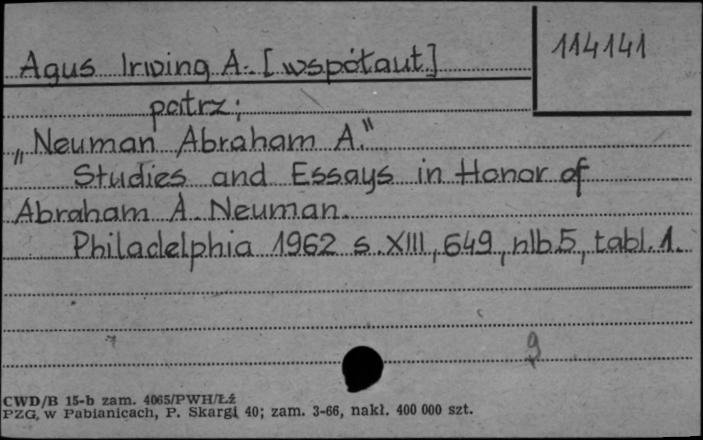 Agus Irwing A. [współaut.]
114141
patrz:
„Neuman Abraham A."
Studies and Essays in Honor of
Abraham A. Neuman.
Philadelphia 1962 s. XIII, 649, nlb. 5, tabl. 1.
9
CWD/B 15-b zam. 4065/PWH/Łź
PZG, w Pabianicach, P. Skargi 40; zam. 3-66, nakł. 400 000 szt.